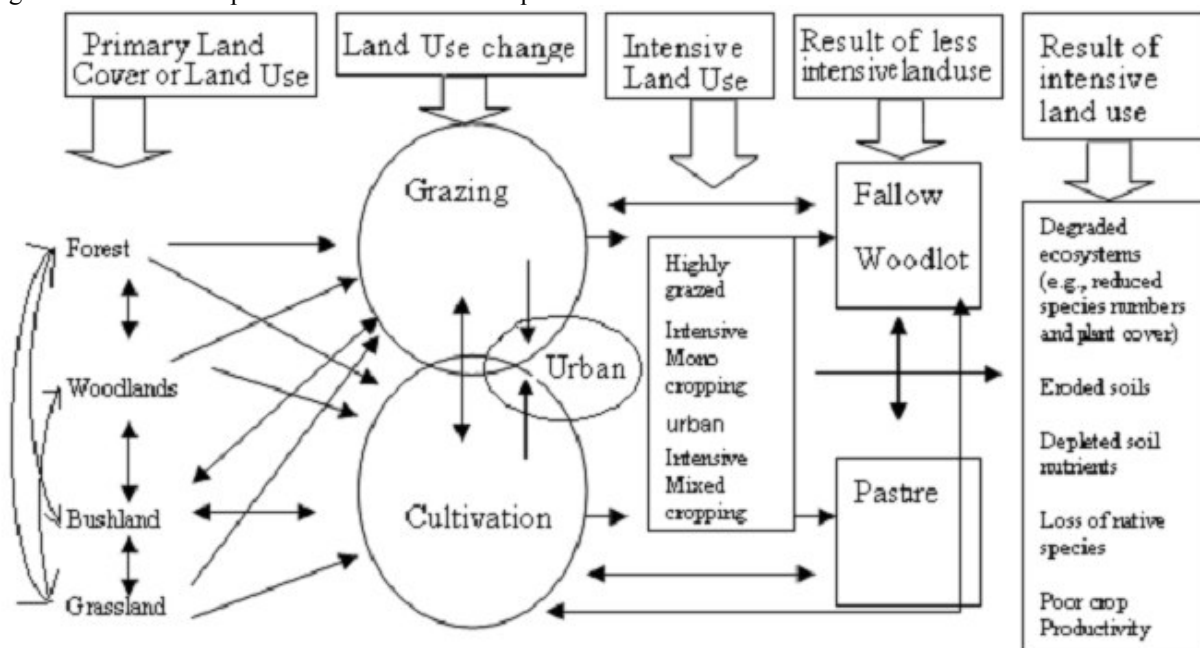 Primary Land
Cover or Land Use
Land Use change
Intensive
Land Use
Result of less
intensive landuse
Result of
intensive
land use
Forest
Woodlands
Bushland
Grassland
Grazing
Urban
Cultivation
Highly
grazed
Intensive
Mono
cropping
urban
Intensive
Mixed
cropping
Fallow
Woodlot
Pasture
Degraded
ecosystems
(e.g., reduced
species numbers
and plant cover)
Eroded soils
Depleted soil
nutrients
Loss of native
species
Poor crop
Productivity